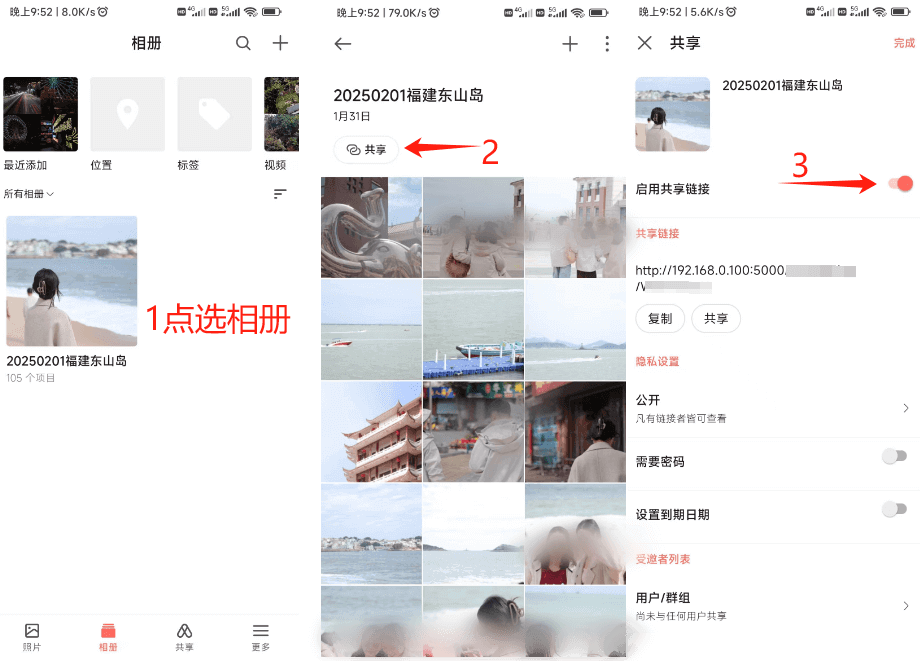 晚上9:52 | 8.0K/s
相册
最近添加
位置
标签
视频
所有相册
20250201福建东山岛
105 个项目
1点选相册
照片
相册
共享
更多
晚上9:52 | 79.0K/s
20250201福建东山岛
1月31日
共享
2
晚上9:52 | 5.6K/s
共享
完成
20250201福建东山岛
3
启用共享链接
共享链接
http://192.168.0.100:5000/
复制
共享
隐私设置
公开
凡有链接者皆可查看
需要密码
设置到期日期
受邀者列表
用户/群组
尚未与任何用户共享